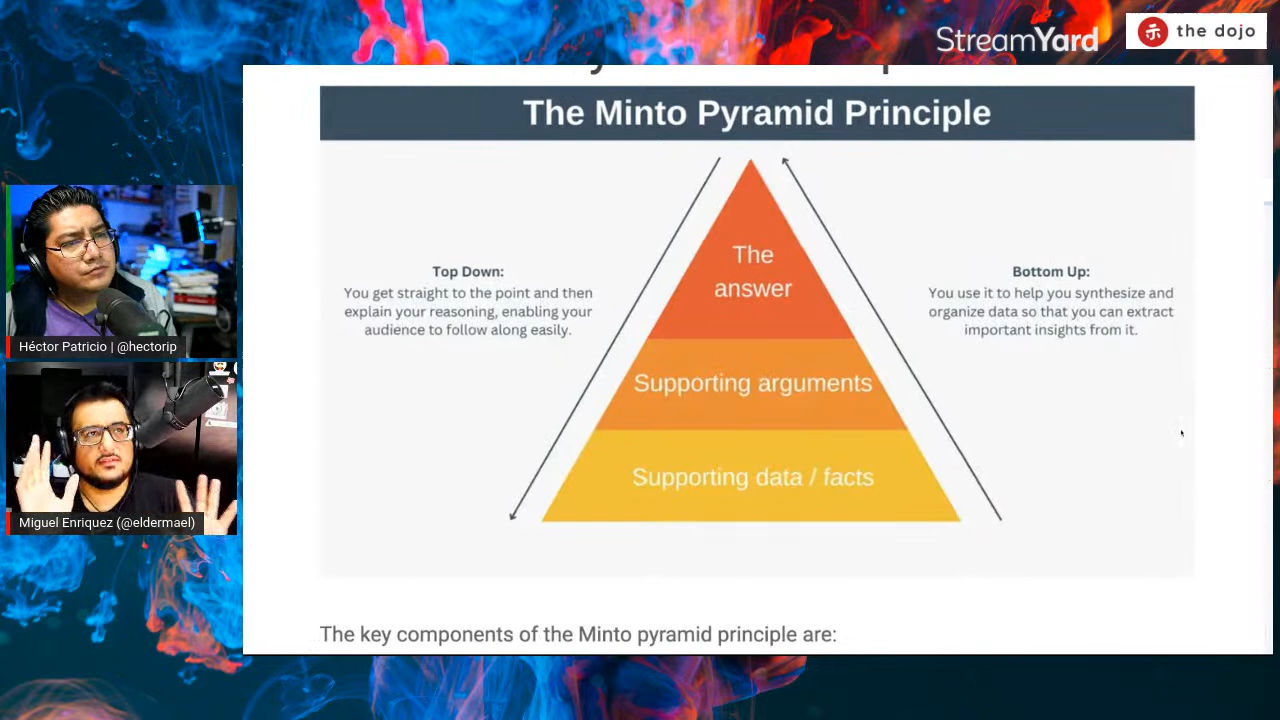 StreamYard
the dojo
The Minto Pyramid Principle
The
answer
Top Down:
You get straight to the point and then
explain your reasoning, enabling your
audience to follow along easily.
Bottom Up:
You use it to help you synthesize and
organize data so that you can extract
important insights from it.
Supporting arguments
Supporting data / facts
The key components of the Minto pyramid principle are:
Héctor Patricio | @hectorip
Miguel Enriquez (@eldermael)